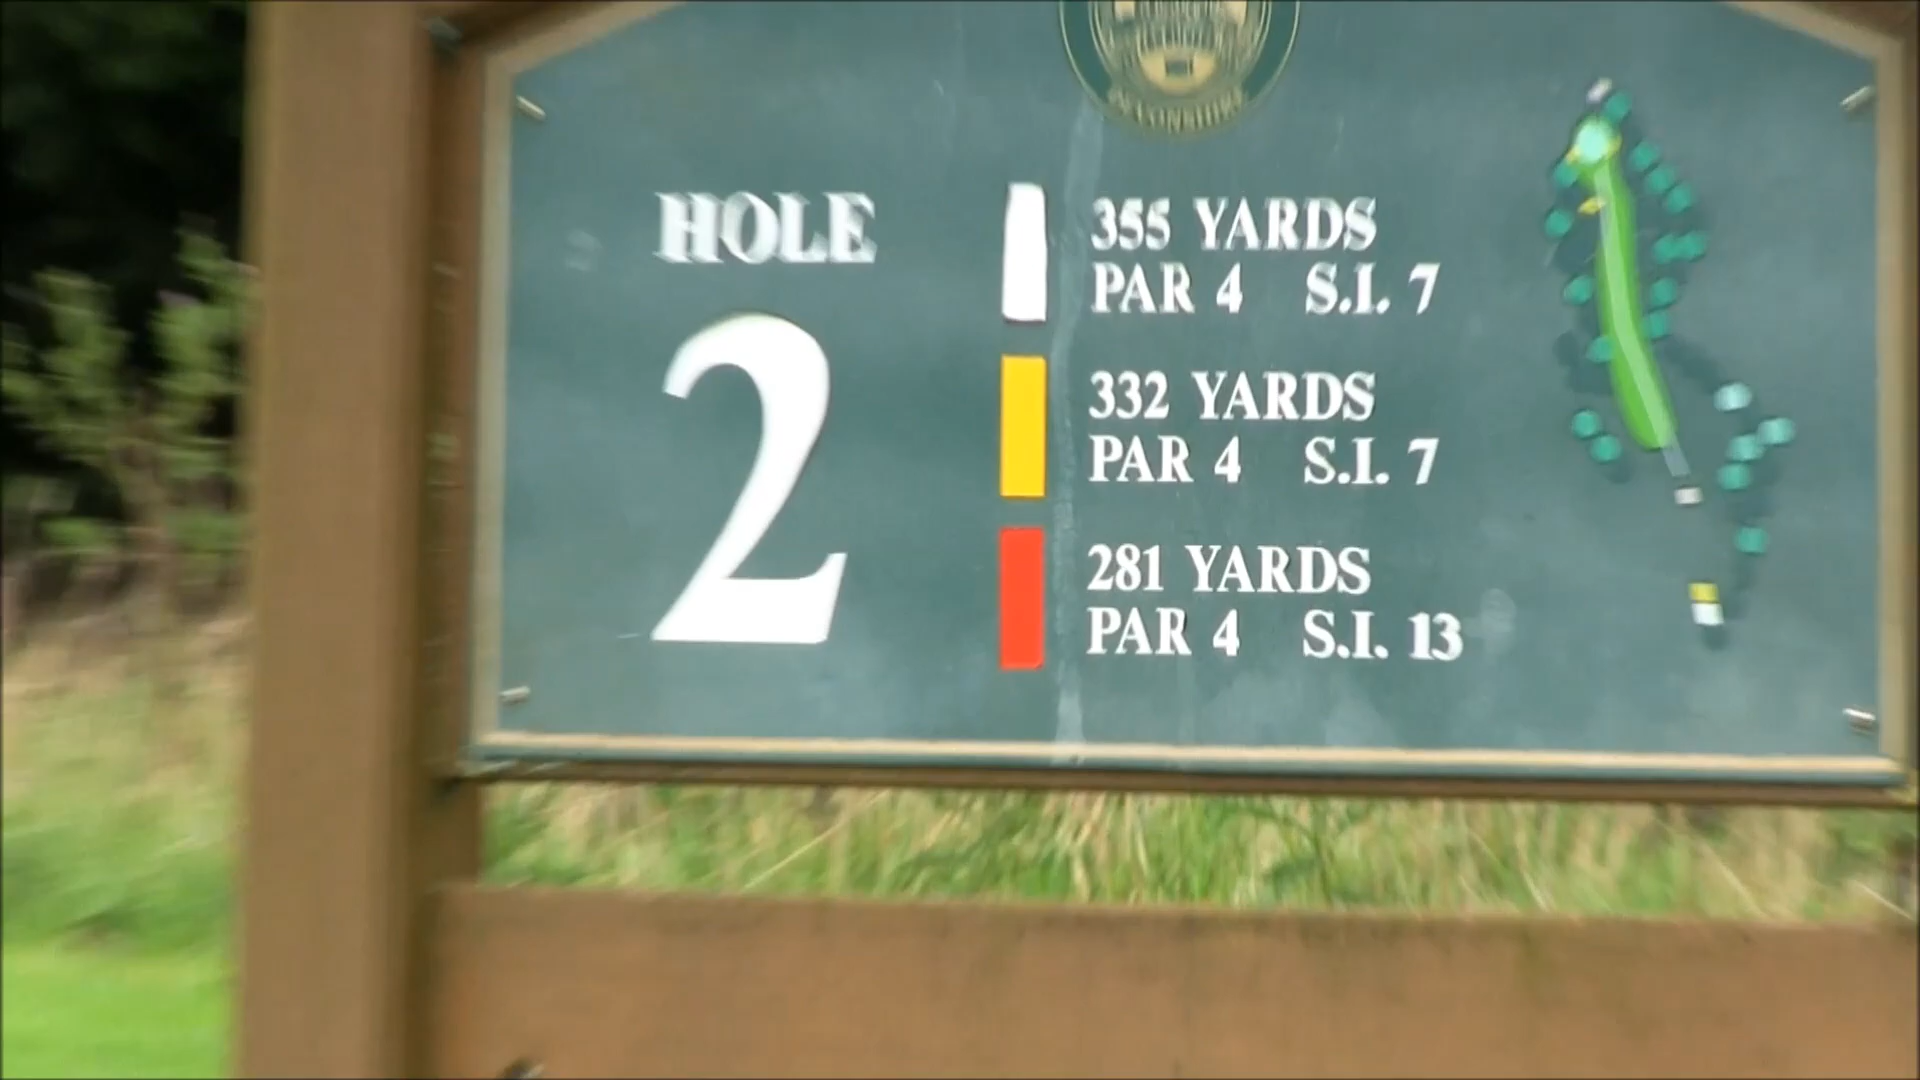 HOLE
2
355 YARDS
PAR 4 S.I. 7
332 YARDS
PAR 4 S.I. 7
281 YARDS
PAR 4 S.I. 13